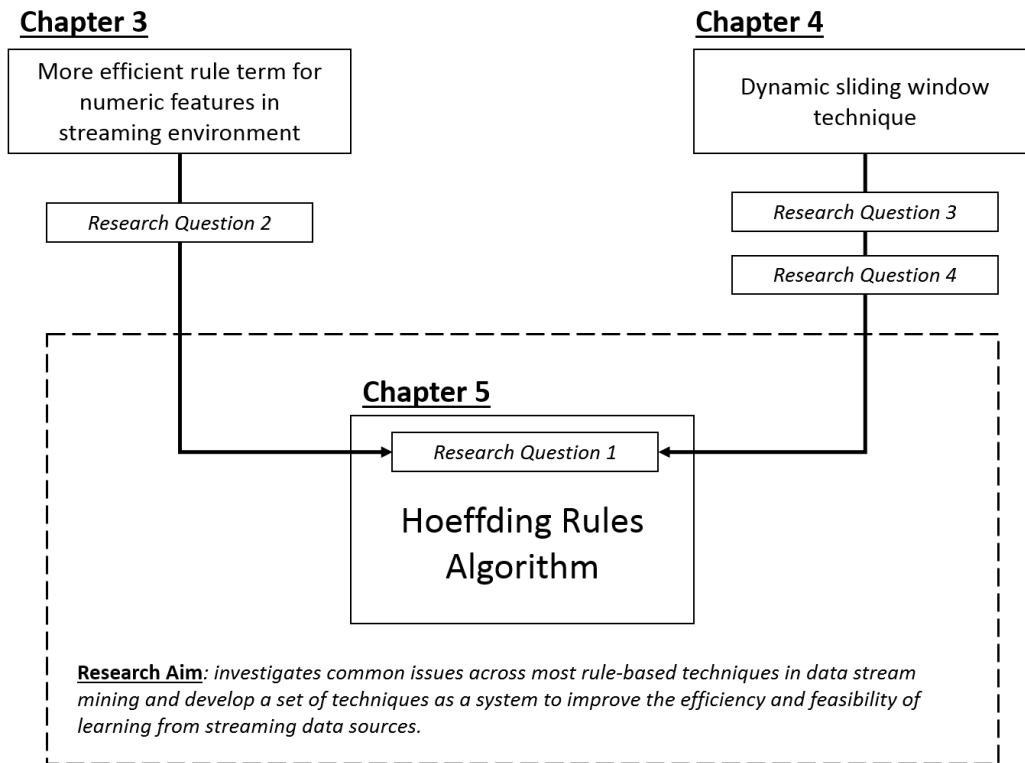 Chapter 3
More efficient rule term for
numeric features in
streaming environment
Research Question 2
Chapter 4
Dynamic sliding window
technique
Research Question 3
Research Question 4
Chapter 5
Research Question 1
Hoeffding Rules
Algorithm
Research Aim: investigates common issues across most rule-based techniques in data stream
mining and develop a set of techniques as a system to improve the efficiency and feasibility of
learning from streaming data sources.